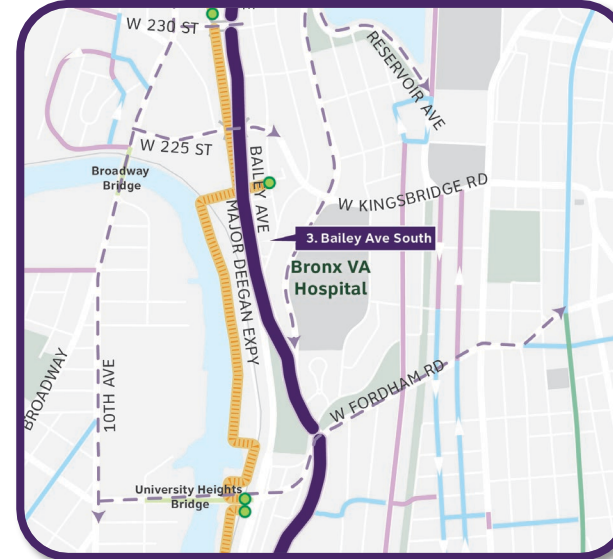 W 230 ST
RESERVOIR AVE
W 225 ST
Broadway
Bridge
BAILEY AVE
W KINGSBRIDGE RD
MAJOR DEEGAN EXPY
3. Bailey Ave South
Bronx VA
Hospital
BROADWAY
10TH AVE
W FORDHAM RD
University Heights
Bridge